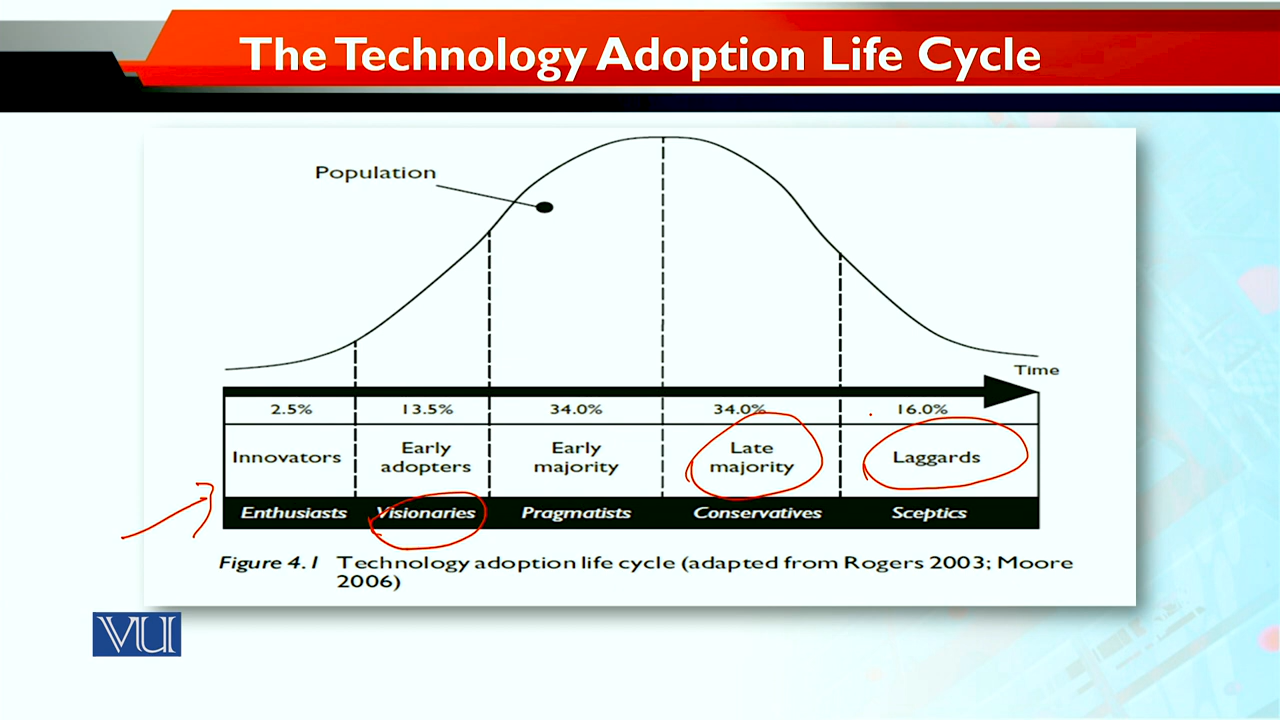 The Technology Adoption Life Cycle
Population
Time
2.5% 13.5% 34.0% 34.0% 16.0%
Innovators
Early
adopters
Early
majority
Late
majority
Laggards
Enthusiasts Visionaries Pragmatists Conservatives Sceptics
Figure 4.1 Technology adoption life cycle (adapted from Rogers 2003; Moore
2006)
VU